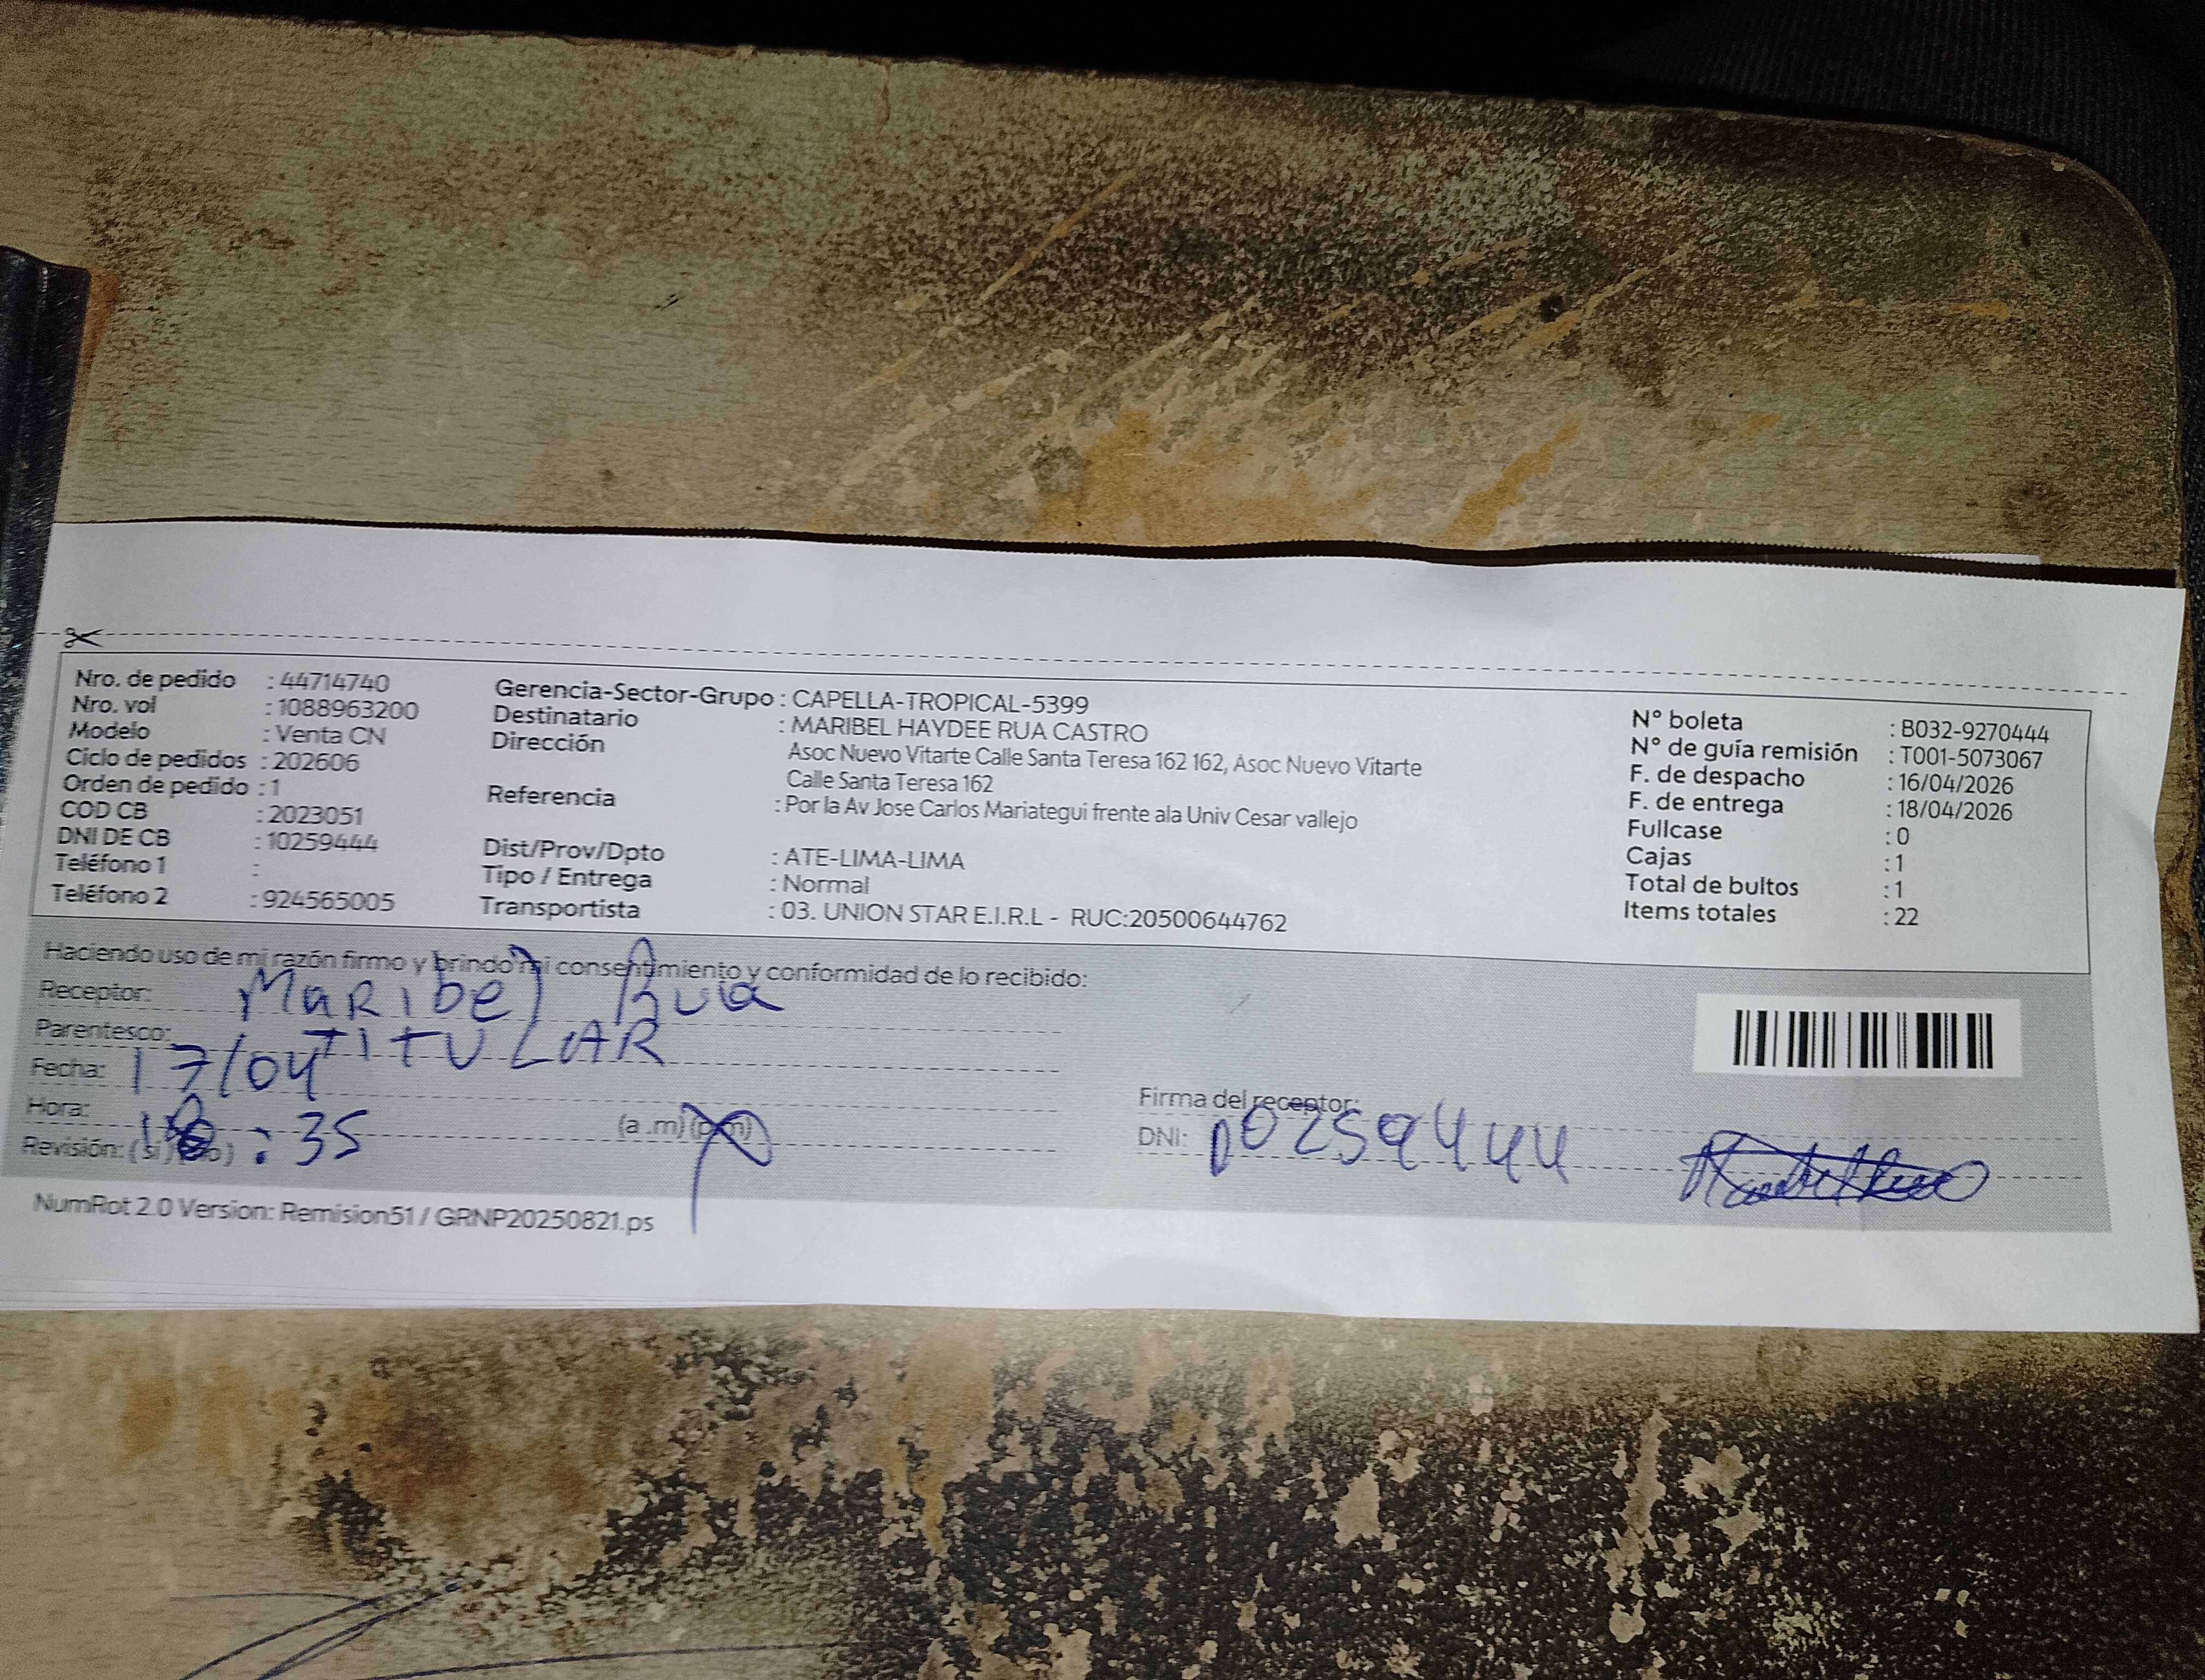 Nro. de pedido : 44714740
Nro. vol : 1088963200
Modelo : Venta CN
Ciclo de pedidos : 202606
Orden de pedido : 1
COD CB : 2023051
DNI DE CB : 10259444
Teléfono 1 :
Teléfono 2 : 924565005
Gerencia-Sector-Grupo : CAPELLA-TROPICAL-5399
Destinatario : MARIBEL HAYDEE RUA CASTRO
Dirección Asoc Nuevo Vitarte Calle Santa Teresa 162 162, Asoc Nuevo Vitarte
Calle Santa Teresa 162
Referencia : Por la Av Jose Carlos Mariategui frente ala Univ Cesar vallejo
Dist/Prov/Dpto : ATE-LIMA-LIMA
Tipo / Entrega : Normal
Transportista : 03. UNION STAR E.I.R.L - RUC:20500644762
N° boleta : B032-9270444
N° de guía remisión : T001-5073067
F. de despacho : 16/04/2026
F. de entrega : 18/04/2026
Fullcase : 0
Cajas : 1
Total de bultos : 1
Items totales : 22
Haciendo uso de mi razón firmo y brindo mi consentimiento y conformidad de lo recibido:
Receptor: Maribel Rua
Parentesco: TITULAR
Fecha: 17/04
Hora: : 35 (a .m) (p.m)
Revisión: (si) (no)
Firma del receptor:
DNI: 10259444
NumRot 2.0 Version: Remision51 / GRNP20250821.ps